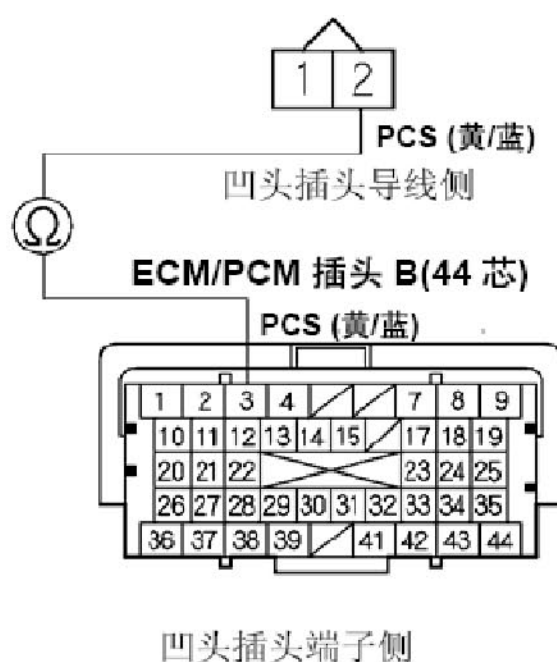 1 2
PCS (黄/蓝)
凹头插头导线侧
Ω
ECM/PCM 插头 B(44 芯)
PCS (黄/蓝)
1 2 3 4 7 8 9
10 11 12 13 14 15 17 18 19
20 21 22 23 24 25
26 27 28 29 30 31 32 33 34 35
36 37 38 39 41 42 43 44
凹头插头端子侧